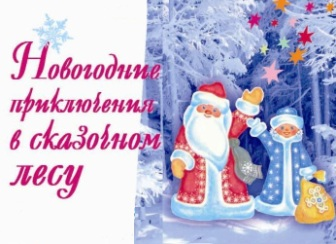 Новогодние
приключения
в сказочном
лесу